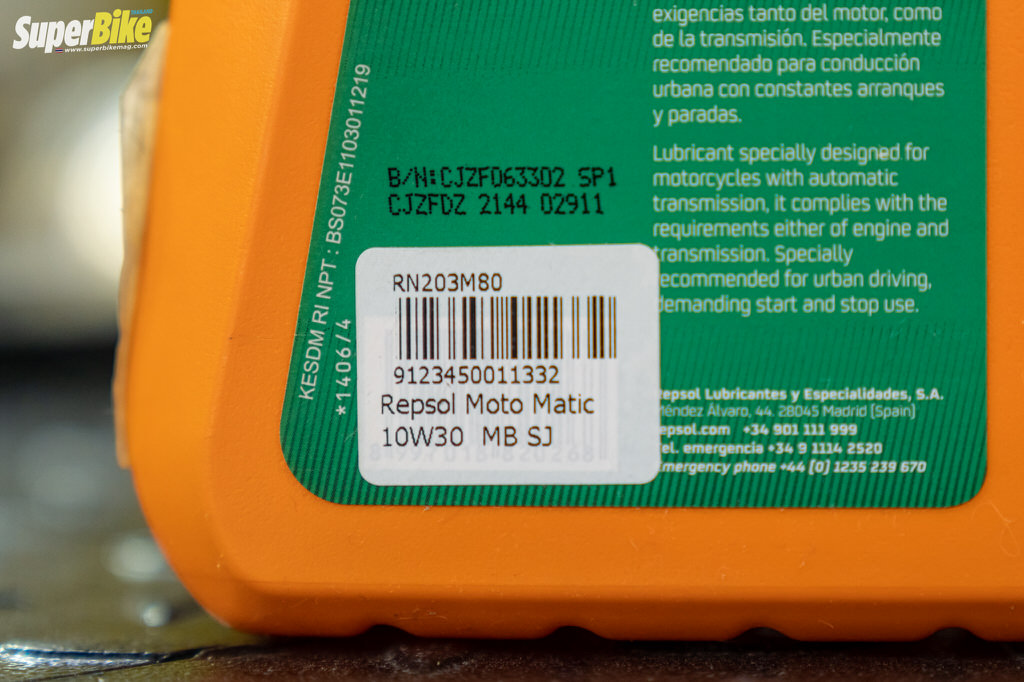 SuperBike
THAILAND
www.superbikemag.com
exigencias tanto del motor, como
de la transmisión. Especialmente
recomendado para conducción
urbana con constantes arranques
y paradas.
Lubricant specially designed for
motorcycles with automatic
transmission, it complies with the
requirements either of engine and
transmission. Specially
recommended for urban driving,
demanding start and stop use.
KESDM RI NPT : BS073E1103011219
*1406/4
B/N:CJZF063302 SP1
CJZFDZ 2144 02911
RN203M80
9123450011332
Repsol Moto Matic
10W30 MB SJ
8 997018 820268
Repsol Lubricantes y Especialidades, S.A.
Méndez Álvaro, 44. 28045 Madrid (Spain)
repsol.com +34 901 111 999
Tel. emergencia +34 9 1114 2520
Emergency phone +44 [0] 1235 239 670